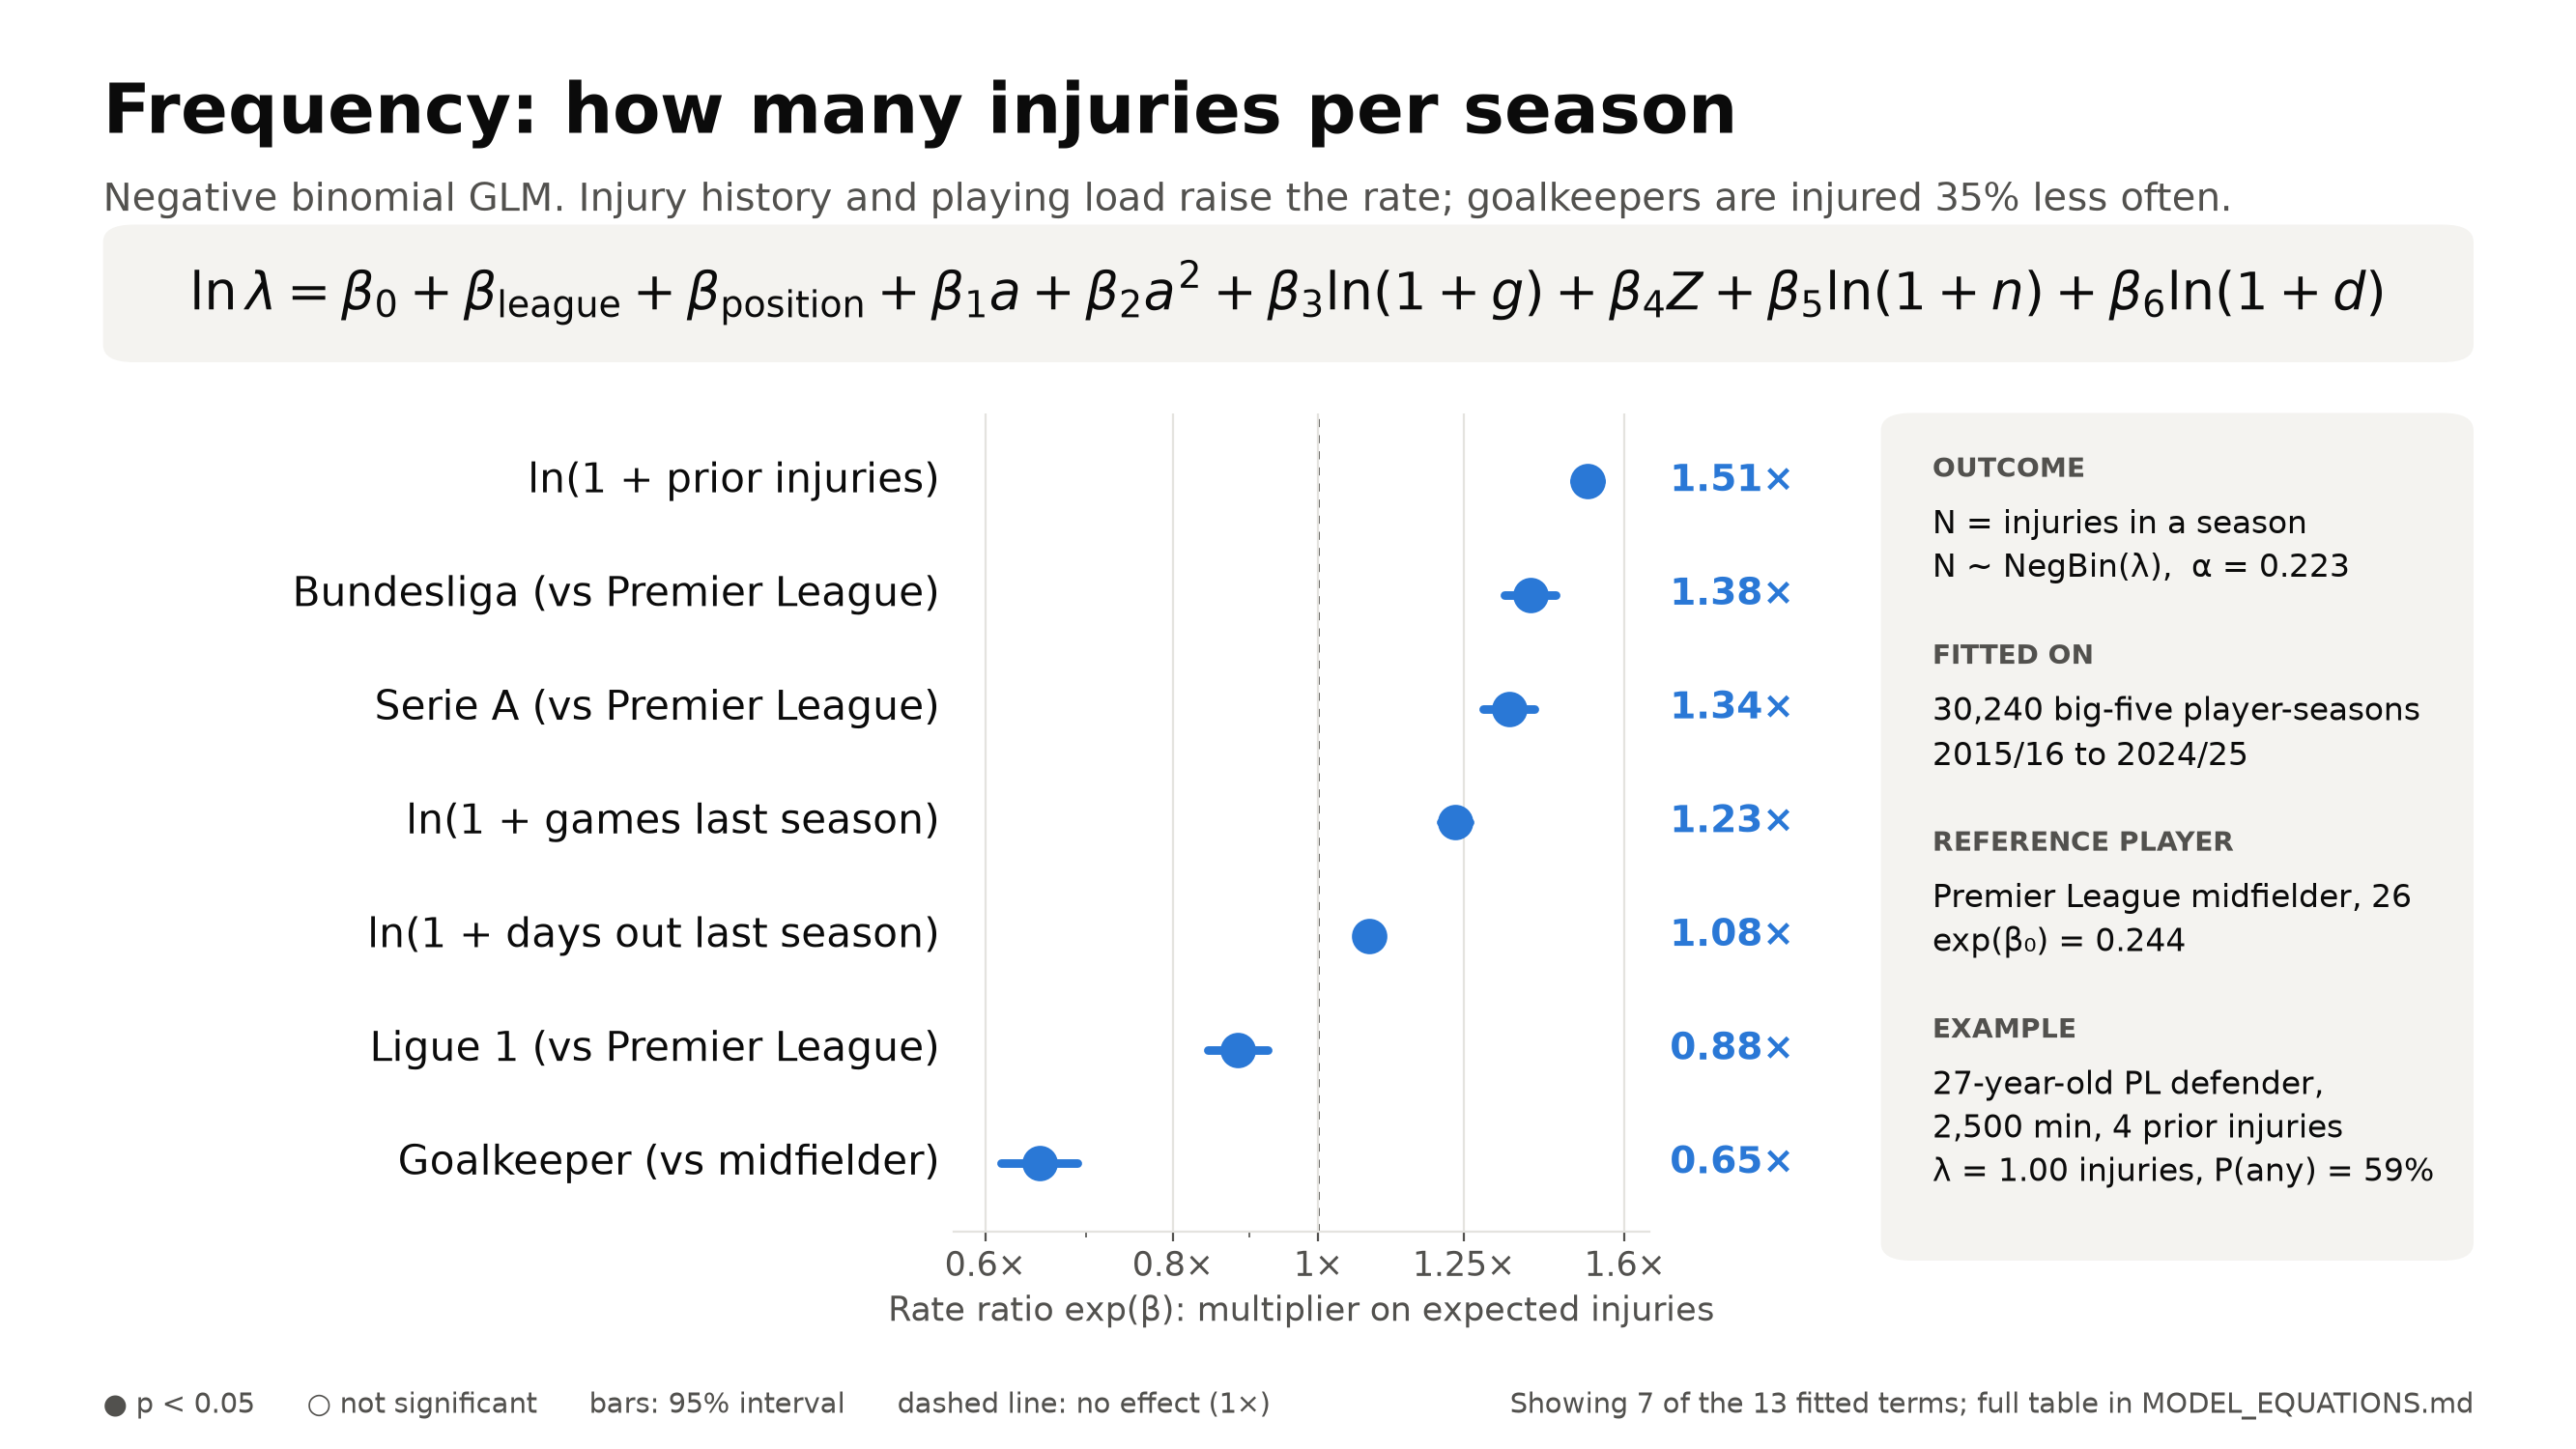 Frequency: how many injuries per season
Negative binomial GLM. Injury history and playing load raise the rate; goalkeepers are injured 35% less often.
ln λ = β₀ + β_league + β_position + β₁a + β₂a² + β₃ln(1 + g) + β₄Z + β₅ln(1 + n) + β₆ln(1 + d)
ln(1 + prior injuries) 1.51×
Bundesliga (vs Premier League) 1.38×
Serie A (vs Premier League) 1.34×
ln(1 + games last season) 1.23×
ln(1 + days out last season) 1.08×
Ligue 1 (vs Premier League) 0.88×
Goalkeeper (vs midfielder) 0.65×
0.6× 0.8× 1× 1.25× 1.6×
Rate ratio exp(β): multiplier on expected injuries
OUTCOME
N = injuries in a season
N ~ NegBin(λ), α = 0.223
FITTED ON
30,240 big-five player-seasons
2015/16 to 2024/25
REFERENCE PLAYER
Premier League midfielder, 26
exp(β₀) = 0.244
EXAMPLE
27-year-old PL defender,
2,500 min, 4 prior injuries
λ = 1.00 injuries, P(any) = 59%
● p < 0.05 ○ not significant bars: 95% interval dashed line: no effect (1×)
Showing 7 of the 13 fitted terms; full table in MODEL_EQUATIONS.md